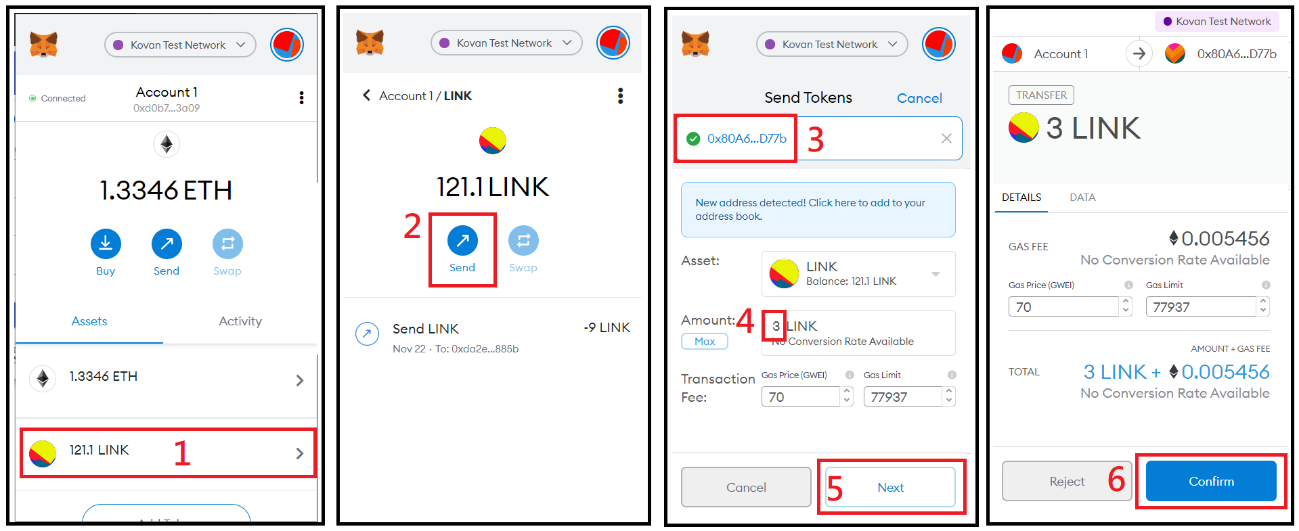 Kovan Test Network
Connected
Account 1
0xd0b7...3a09
1.3346 ETH
Buy
Send
Swap
Assets
Activity
1.3346 ETH
121.1 LINK
1
Kovan Test Network
Account 1 / LINK
121.1 LINK
2
Send
Swap
Send LINK
-9 LINK
Nov 22 · To: 0xda2e...885b
Kovan Test Network
Send Tokens
Cancel
0x80A6...D77b
3
New address detected! Click here to add to your
address book.
Asset:
LINK
Balance: 121.1 LINK
Amount:
4
3 LINK
Max
No Conversion Rate Available
Transaction
Fee:
Gas Price (GWEI)
Gas Limit
70
77937
Cancel
5
Next
Kovan Test Network
Account 1
0x80A6...D77b
TRANSFER
3 LINK
DETAILS
DATA
GAS FEE
0.005456
No Conversion Rate Available
Gas Price (GWEI)
Gas Limit
70
77937
AMOUNT + GAS FEE
TOTAL
3 LINK + 0.005456
No Conversion Rate Available
Reject
6
Confirm